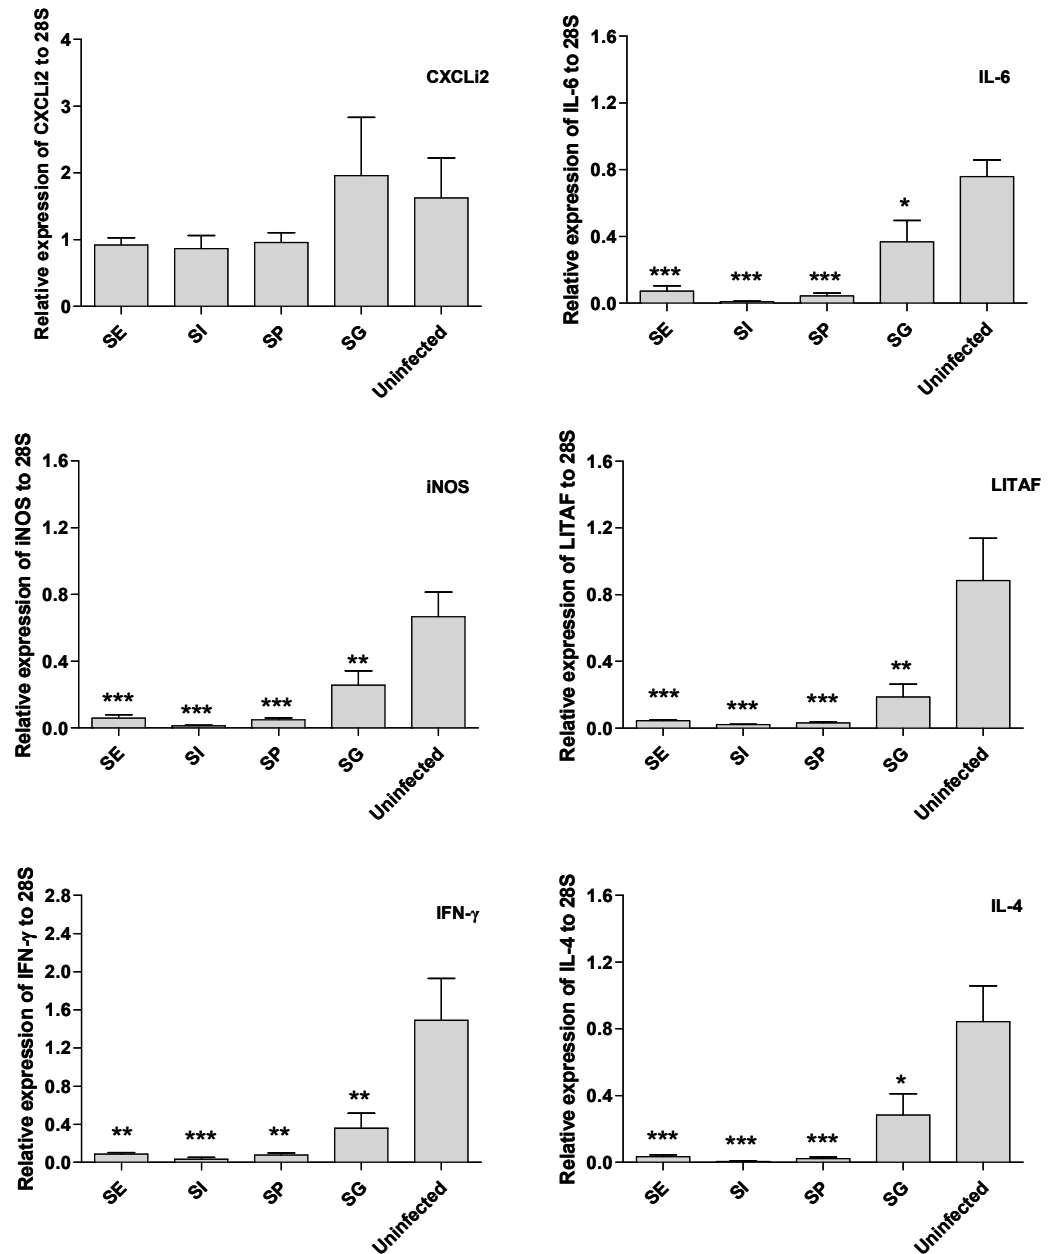 Relative expression of CXCLi2 to 28S
4
3
2
1
0
CXCLi2
SE
SI
SP
SG
Uninfected
Relative expression of IL-6 to 28S
1.6
1.2
0.8
0.4
0.0
IL-6
*** *** *** *
SE
SI
SP
SG
Uninfected
Relative expression of iNOS to 28S
1.6
1.2
0.8
0.4
0.0
iNOS
*** *** *** **
SE
SI
SP
SG
Uninfected
Relative expression of LITAF to 28S
1.6
1.2
0.8
0.4
0.0
LITAF
*** *** *** **
SE
SI
SP
SG
Uninfected
Relative expression of IFN-γ to 28S
2.8
2.4
2.0
1.6
1.2
0.8
0.4
0.0
IFN-γ
** *** ** **
SE
SI
SP
SG
Uninfected
Relative expression of IL-4 to 28S
1.6
1.2
0.8
0.4
0.0
IL-4
*** *** *** *
SE
SI
SP
SG
Uninfected